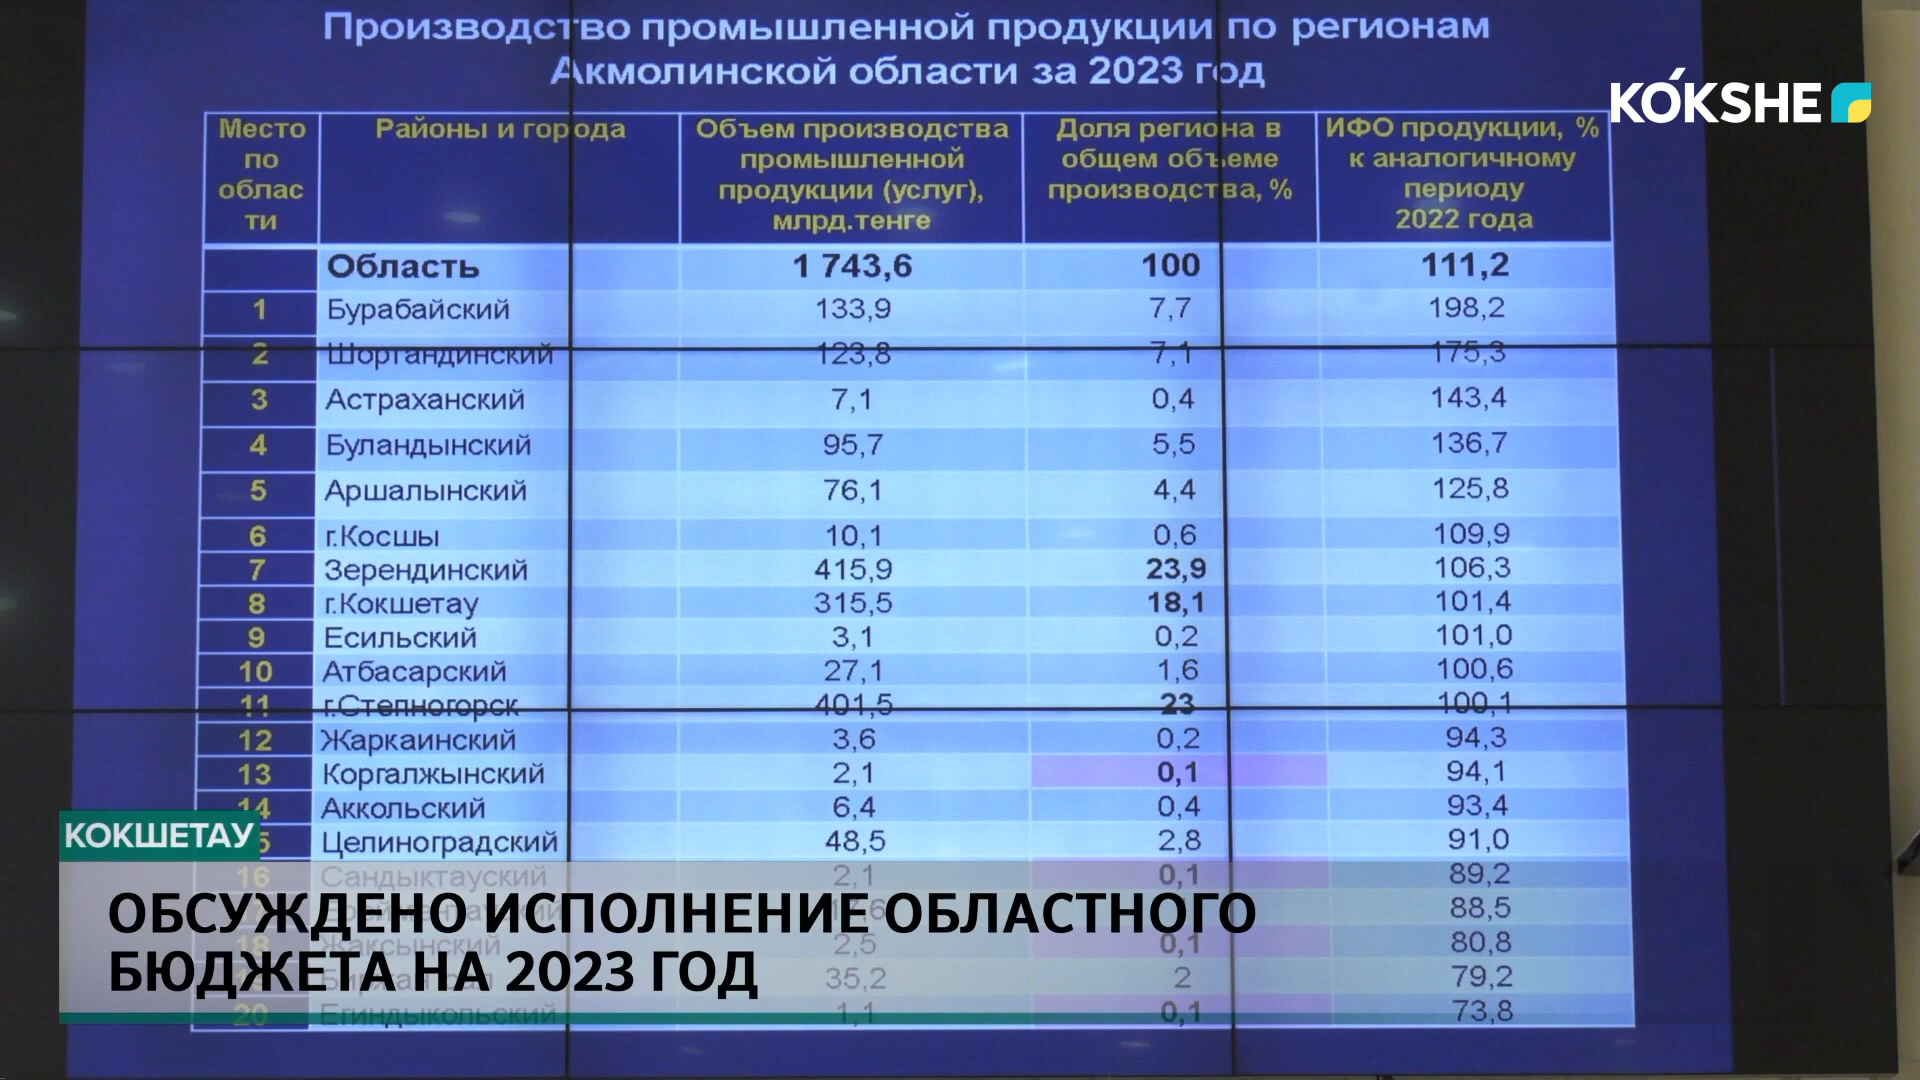 Производство промышленной продукции по регионам
Акмолинской области за 2023 год
KÓKSHE
Место по облас ти | Районы и города | Объем производства промышленной продукции (услуг), млрд.тенге | Доля региона в общем объеме производства, % | ИФО продукции, % к аналогичному периоду 2022 года
Область 1 743,6 100 111,2
1 Бурабайский 133,9 7,7 198,2
2 Шортандинский 123,8 7,1 175,3
3 Астраханский 7,1 0,4 143,4
4 Буландынский 95,7 5,5 136,7
5 Аршалынский 76,1 4,4 125,8
6 г.Косшы 10,1 0,6 109,9
7 Зерендинский 415,9 23,9 106,3
8 г.Кокшетау 315,5 18,1 101,4
9 Есильский 3,1 0,2 101,0
10 Атбасарский 27,1 1,6 100,6
11 г.Степногорск 401,5 23 100,1
12 Жаркаинский 3,6 0,2 94,3
13 Коргалжынский 2,1 0,1 94,1
14 Аккольский 6,4 0,4 93,4
5 Целиноградский 48,5 2,8 91,0
16 Сандыктауский 2,1 0,1 89,2
88,5
18 Жаксынский 2,5 0,1 80,8
35,2 2 79,2
20 Егиндыкольский 1,1 0,1 73,8
КОКШЕТАУ
ОБСУЖДЕНО ИСПОЛНЕНИЕ ОБЛАСТНОГО
БЮДЖЕТА НА 2023 ГОД